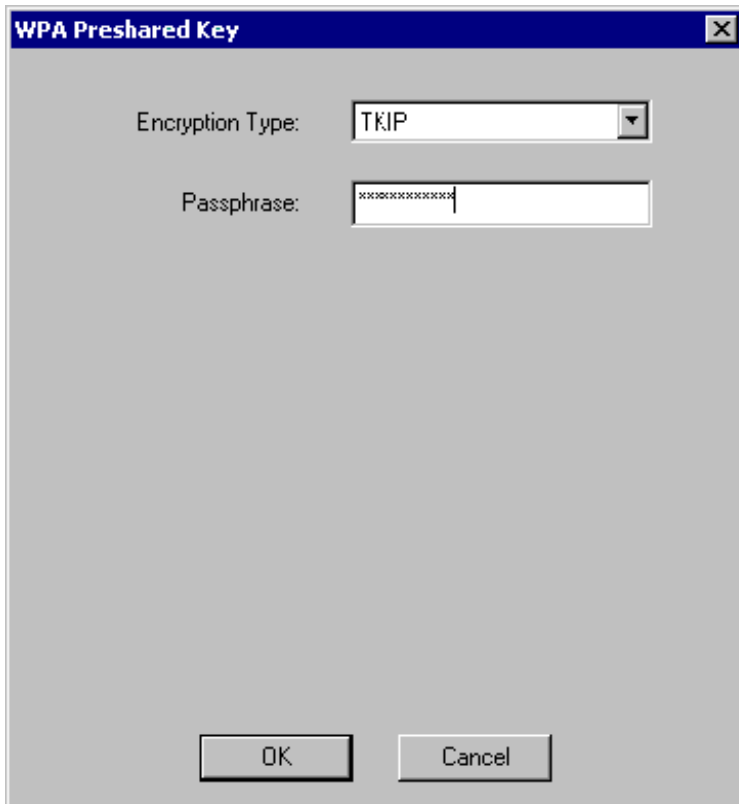 WPA Preshared Key
Encryption Type: TKIP
Passphrase: ************
OK Cancel